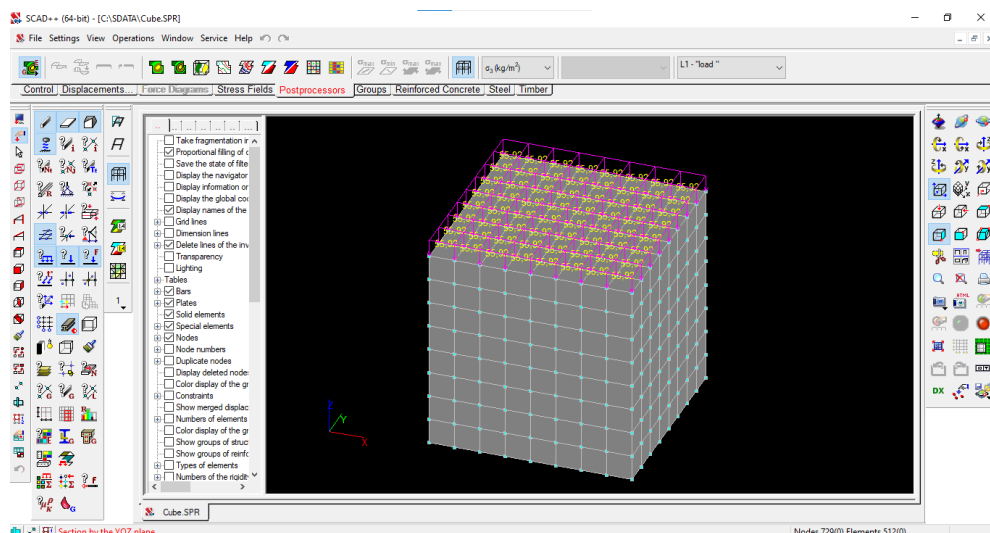 SCAD++ (64-bit) - [C:\SDATA\Cube.SPR]
File Settings View Operations Window Service Help
σ₃ (kg/m²)
L1 - "load "
Control Displacements... Force Diagrams Stress Fields Postprocessors Groups Reinforced Concrete Steel Timber
Take fragmentation ir
Proportional filling of c
Save the state of filte
Display the navigator
Display information or
Display the global coo
Display names of the
Grid lines
Dimension lines
Delete lines of the inv
Transparency
Lighting
Tables
Bars
Plates
Solid elements
Special elements
Nodes
Node numbers
Duplicate nodes
Display deleted nodes
Color display of the gr
Constraints
Show merged displac
Numbers of elements
Color display of the gr
Show groups of struc
Show groups of reinfo
Types of elements
Numbers of the rigidit
Z
Y
X
Cube.SPR
Section by the YOZ plane
Nodes 729(0) Elements 512(0)